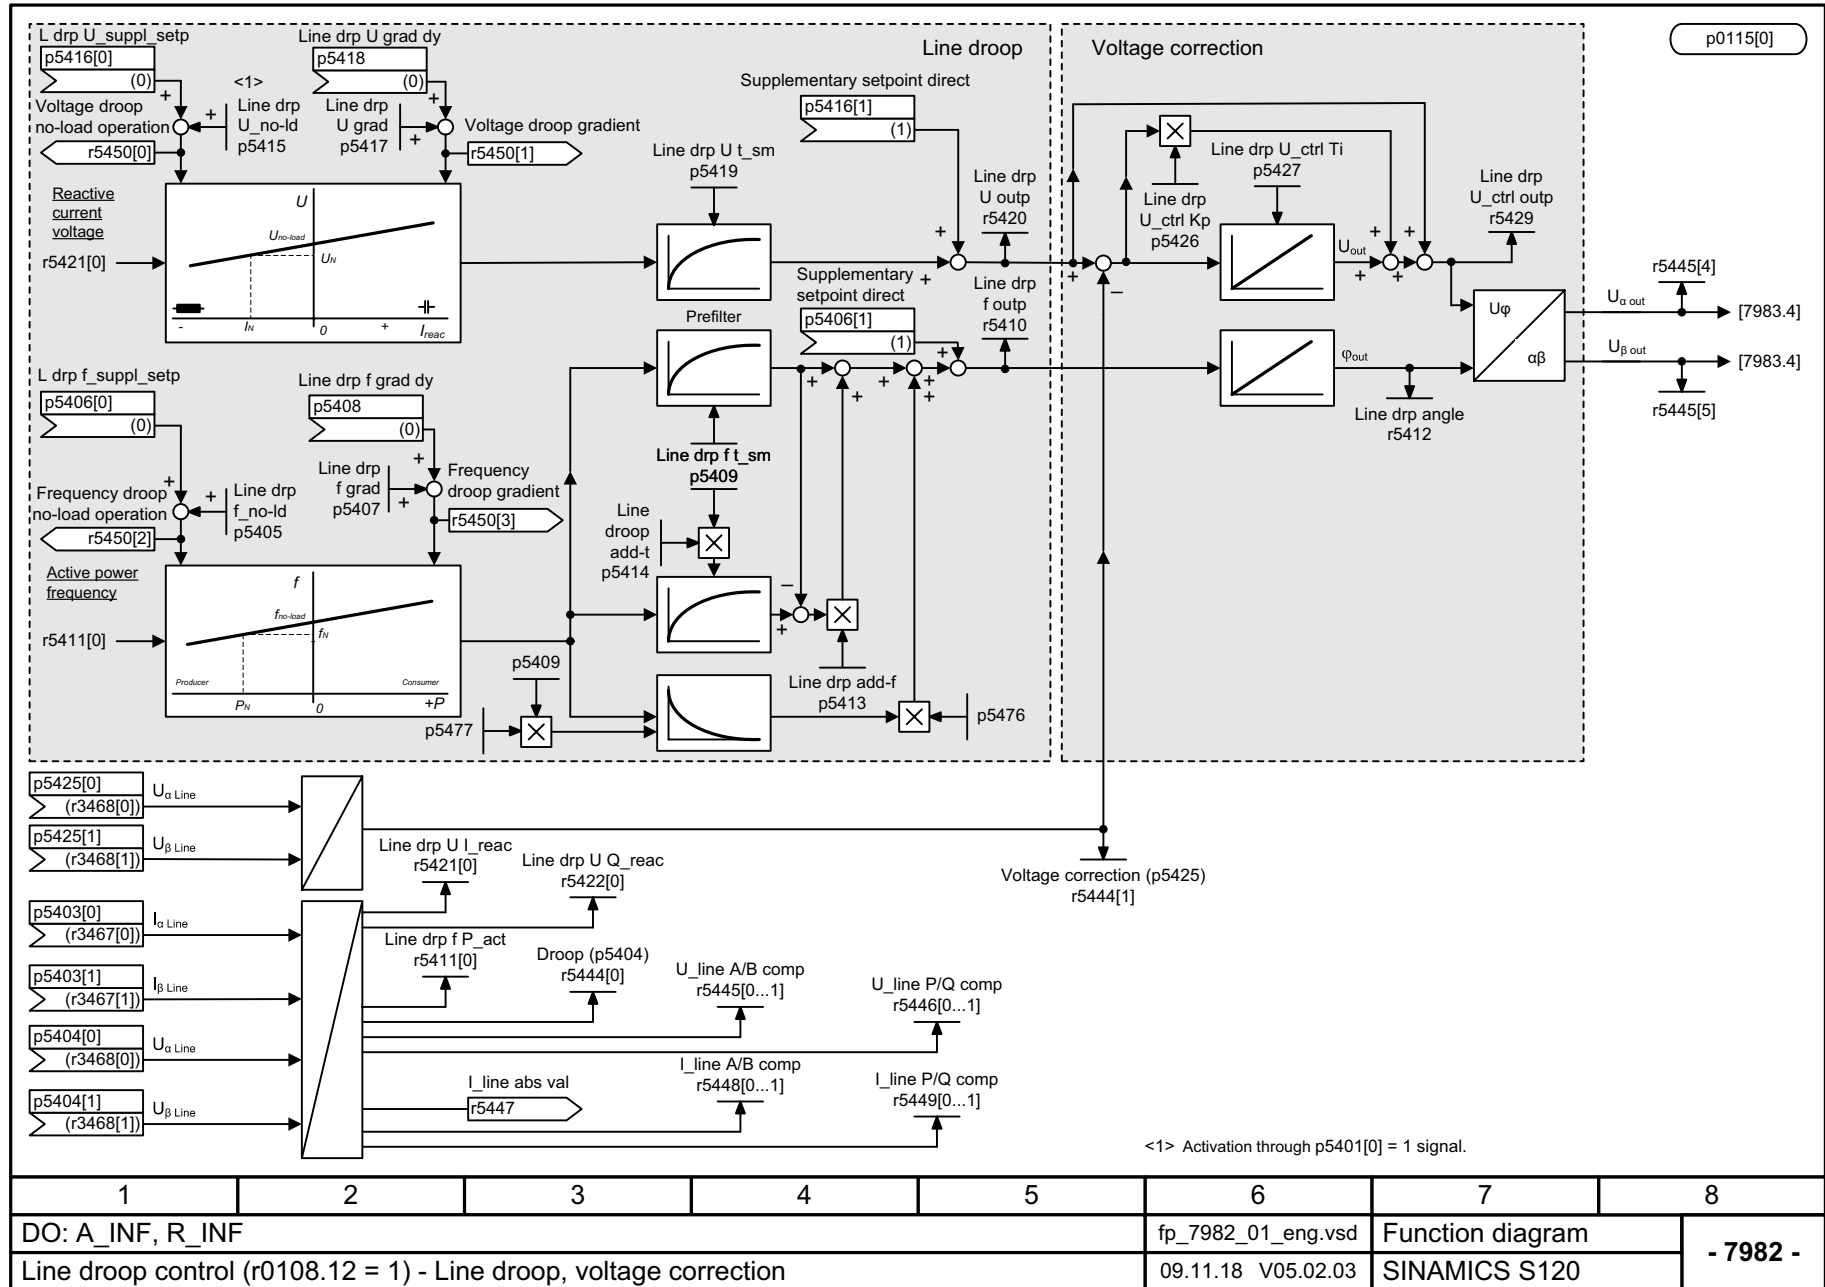 L drp U_suppl_setp
p5416[0]
(0)
Line drp U grad dy
p5418
(0)
Line droop
Voltage correction
p0115[0]
<1>
Voltage droop
no-load operation
+
+
Line drp
U_no-ld
p5415
r5450[0]
Line drp
U grad
p5417
+
+
Voltage droop gradient
r5450[1]
Supplementary setpoint direct
p5416[1]
(1)
Line drp U t_sm
p5419
Reactive
current
voltage
r5421[0]
U
Uno-load
UN
-
IN
0
+
Ireac
+
+
Line drp
U outp
r5420
+
–
Line drp
U_ctrl Kp
p5426
Line drp U_ctrl Ti
p5427
Uout
+
+
+
+
Line drp
U_ctrl outp
r5429
Uφ
αβ
Uα out
r5445[4]
[7983.4]
Uβ out
[7983.4]
r5445[5]
Prefilter
Supplementary
setpoint direct
p5406[1]
(1)
Line drp
f outp
r5410
+
+
+
+
+
+
φout
Line drp angle
r5412
L drp f_suppl_setp
p5406[0]
(0)
Line drp f grad dy
p5408
(0)
Frequency droop
no-load operation
+
+
Line drp
f_no-ld
p5405
r5450[2]
Line drp
f grad
p5407
+
+
Frequency
droop gradient
r5450[3]
Line drp f t_sm
p5409
Line
droop
add-t
p5414
Active power
frequency
r5411[0]
f
fno-load
fN
Producer
Consumer
PN
0
+P
–
+
Line drp add-f
p5413
p5409
p5477
p5476
p5425[0]
(r3468[0])
Uα Line
p5425[1]
(r3468[1])
Uβ Line
Voltage correction (p5425)
r5444[1]
Line drp U I_reac
r5421[0]
Line drp U Q_reac
r5422[0]
p5403[0]
(r3467[0])
Iα Line
p5403[1]
(r3467[1])
Iβ Line
Line drp f P_act
r5411[0]
Droop (p5404)
r5444[0]
U_line A/B comp
r5445[0...1]
U_line P/Q comp
r5446[0...1]
p5404[0]
(r3468[0])
Uα Line
p5404[1]
(r3468[1])
Uβ Line
I_line abs val
r5447
I_line A/B comp
r5448[0...1]
I_line P/Q comp
r5449[0...1]
<1> Activation through p5401[0] = 1 signal.
1 2 3 4 5 6 7 8
DO: A_INF, R_INF
fp_7982_01_eng.vsd
Function diagram
- 7982 -
Line droop control (r0108.12 = 1) - Line droop, voltage correction
09.11.18 V05.02.03
SINAMICS S120